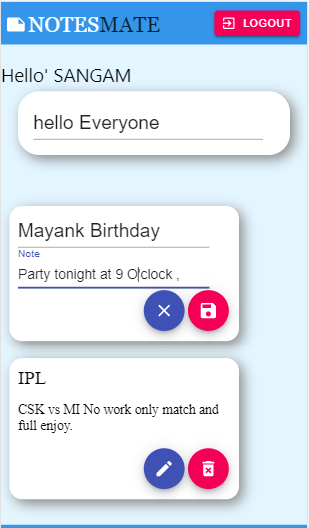 NOTESMATE
LOGOUT
Hello' SANGAM
hello Everyone
Mayank Birthday
Note
Party tonight at 9 O'clock ,
IPL
CSK vs MI No work only match and
full enjoy.